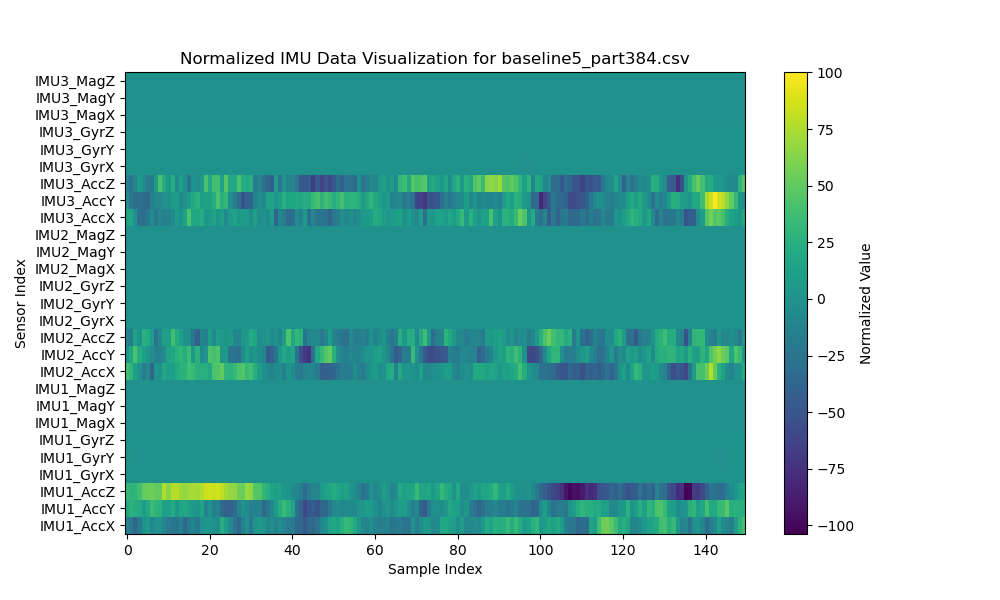 Normalized IMU Data Visualization for baseline5_part384.csv
IMU3_MagZ
IMU3_MagY
IMU3_MagX
IMU3_GyrZ
IMU3_GyrY
IMU3_GyrX
IMU3_AccZ
IMU3_AccY
IMU3_AccX
IMU2_MagZ
IMU2_MagY
IMU2_MagX
IMU2_GyrZ
IMU2_GyrY
IMU2_GyrX
IMU2_AccZ
IMU2_AccY
IMU2_AccX
IMU1_MagZ
IMU1_MagY
IMU1_MagX
IMU1_GyrZ
IMU1_GyrY
IMU1_GyrX
IMU1_AccZ
IMU1_AccY
IMU1_AccX
Sensor Index
0 20 40 60 80 100 120 140
Sample Index
100
75
50
25
0
−25
−50
−75
−100
Normalized Value